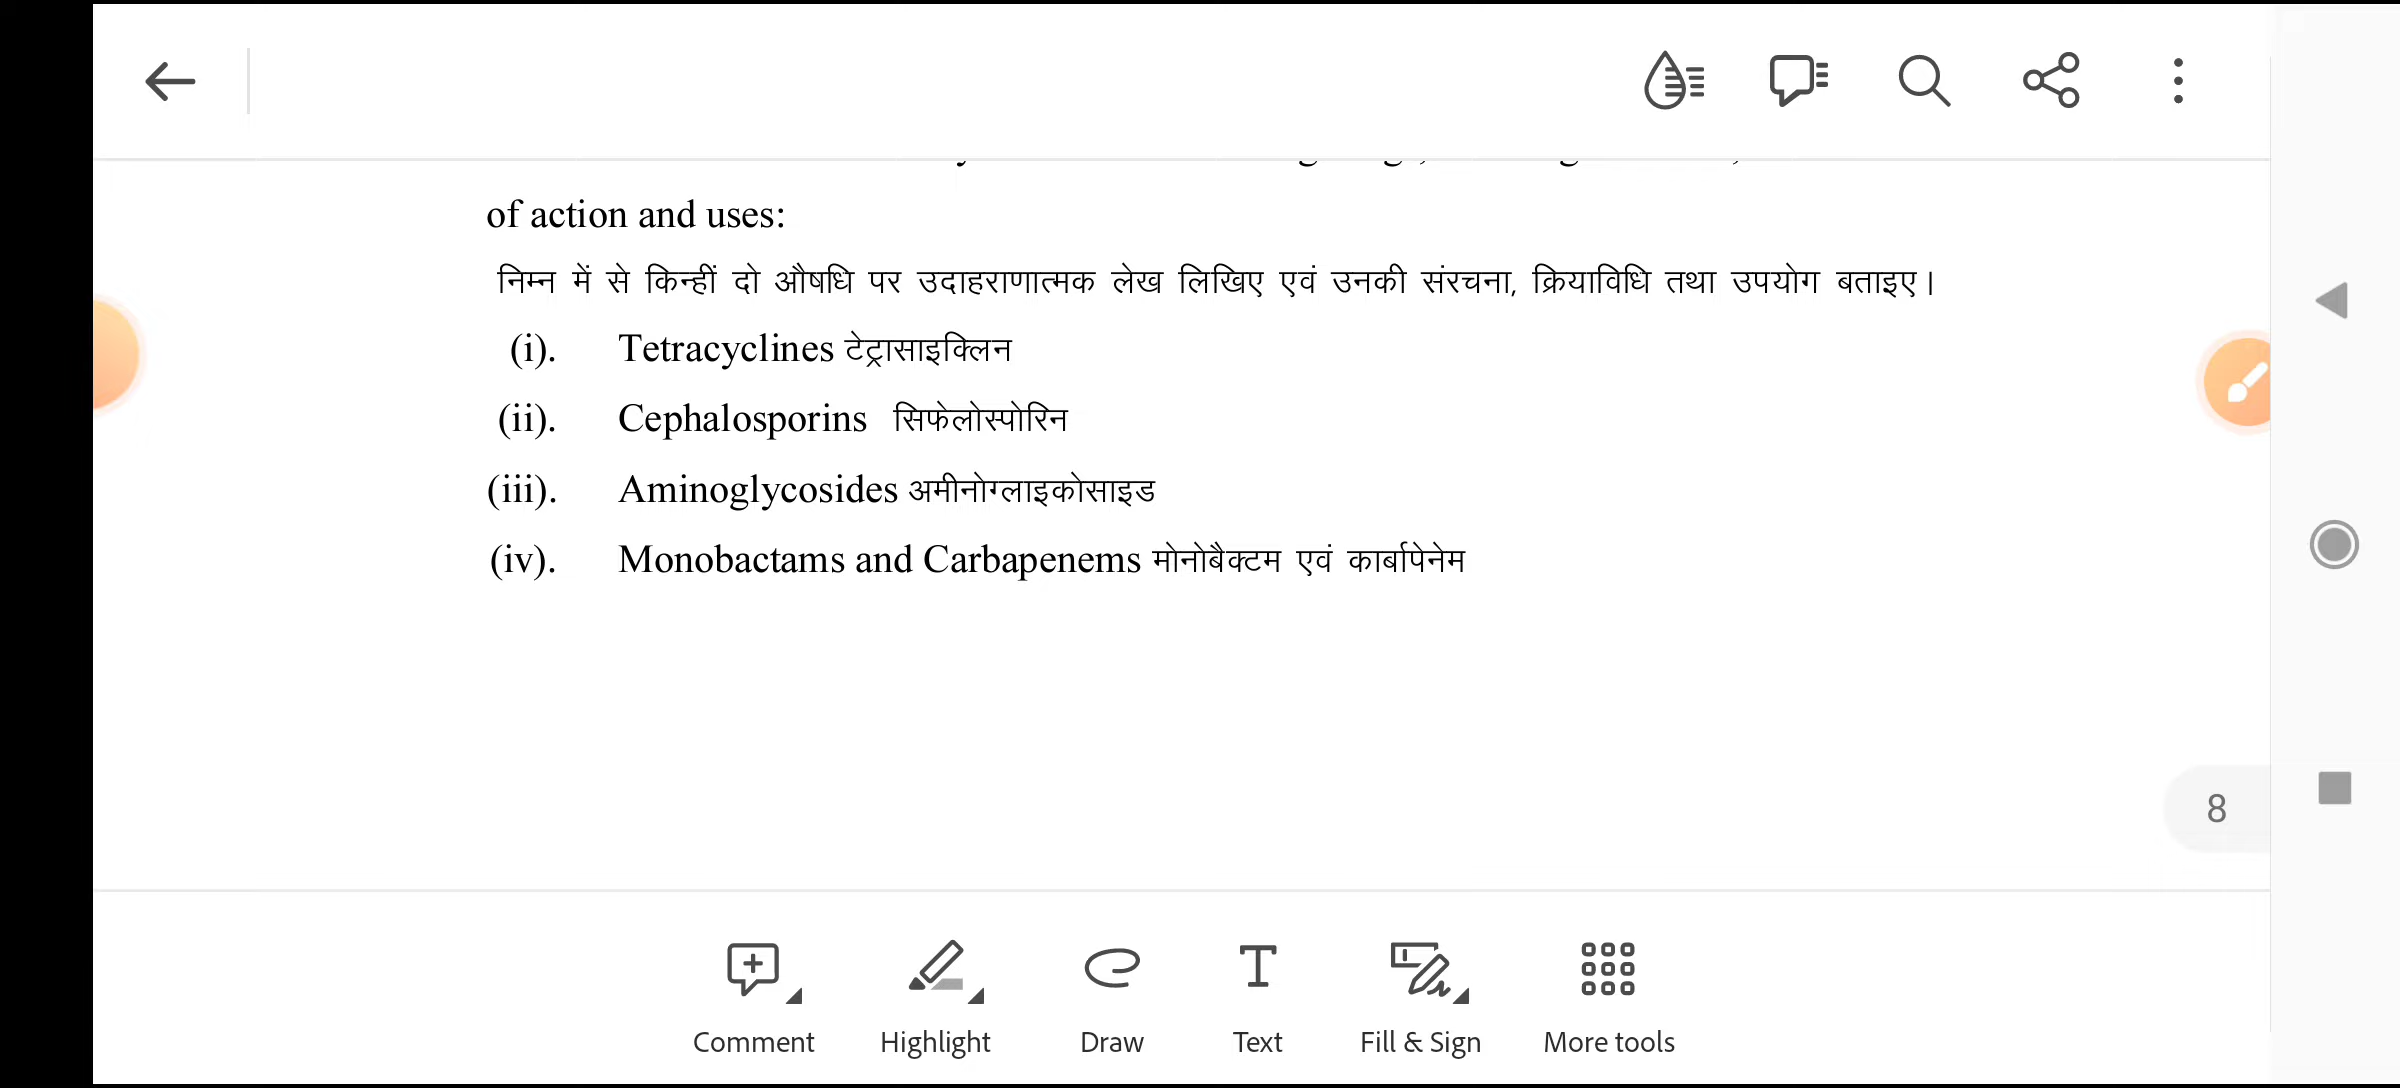 of action and uses:
निम्न में से किन्हीं दो औषधि पर उदाहराणात्मक लेख लिखिए एवं उनकी संरचना, क्रियाविधि तथा उपयोग बताइए।
(i). Tetracyclines टेट्रासाइक्लिन
(ii). Cephalosporins सिफेलोस्पोरिन
(iii). Aminoglycosides अमीनोग्लाइकोसाइड
(iv). Monobactams and Carbapenems मोनोबैक्टम एवं कार्बापेनेम
8
Comment Highlight Draw Text Fill & Sign More tools